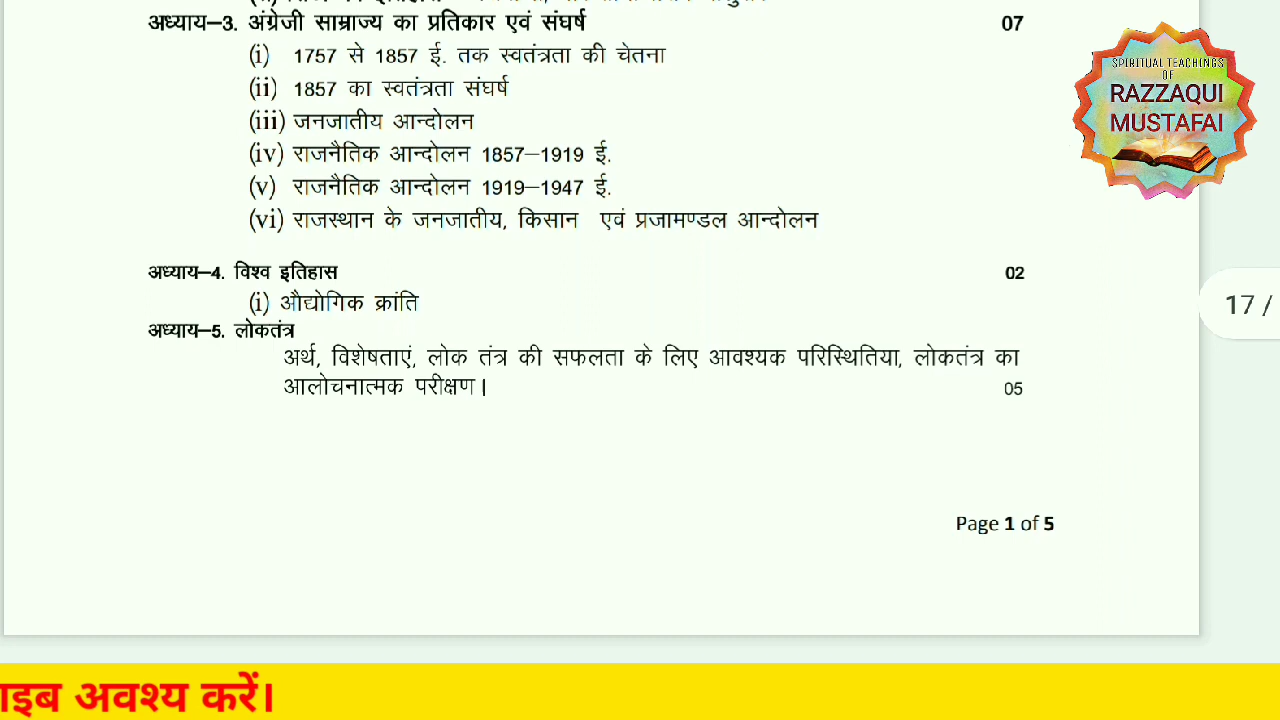 अध्याय–3. अंग्रेजी साम्राज्य का प्रतिकार एवं संघर्ष 07
(i) 1757 से 1857 ई. तक स्वतंत्रता की चेतना
(ii) 1857 का स्वतंत्रता संघर्ष
(iii) जनजातीय आन्दोलन
(iv) राजनैतिक आन्दोलन 1857–1919 ई.
(v) राजनैतिक आन्दोलन 1919–1947 ई.
(vi) राजस्थान के जनजातीय, किसान एवं प्रजामण्डल आन्दोलन
अध्याय–4. विश्व इतिहास 02
(i) औद्योगिक क्रांति
अध्याय–5. लोकतंत्र
अर्थ, विशेषताएं, लोक तंत्र की सफलता के लिए आवश्यक परिस्थितिया, लोकतंत्र का
आलोचनात्मक परीक्षण। 05
Page 1 of 5
SPIRITUAL TEACHINGS
OF
RAZZAQUI
MUSTAFAI
17 /
अवश्य करें।